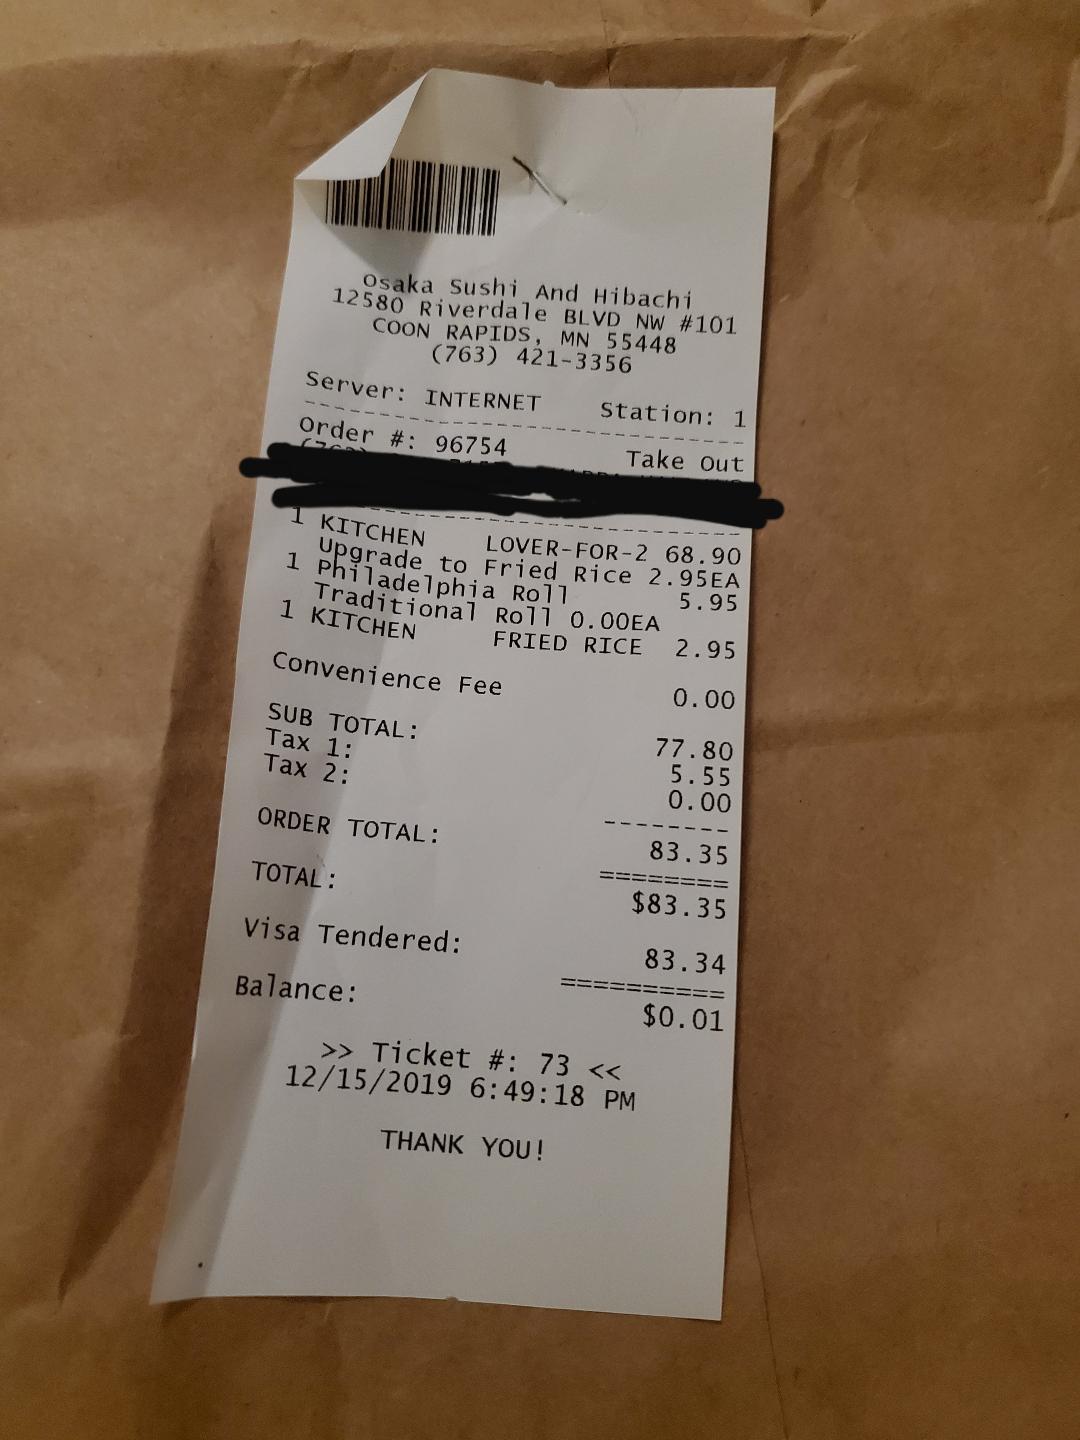 Osaka Sushi And Hibachi
12580 Riverdale BLVD NW #101
COON RAPIDS, MN 55448
(763) 421-3356
Server: INTERNET Station: 1
Order #: 96754 Take Out
1 KITCHEN LOVER-FOR-2 68.90
Upgrade to Fried Rice 2.95EA
1 Philadelphia Roll 5.95
Traditional Roll 0.00EA
1 KITCHEN FRIED RICE 2.95
Convenience Fee 0.00
SUB TOTAL: 77.80
Tax 1: 5.55
Tax 2: 0.00
--------
ORDER TOTAL: 83.35
========
TOTAL: $83.35
Visa Tendered: 83.34
==========
Balance: $0.01
>> Ticket #: 73 <<
12/15/2019 6:49:18 PM
THANK YOU!